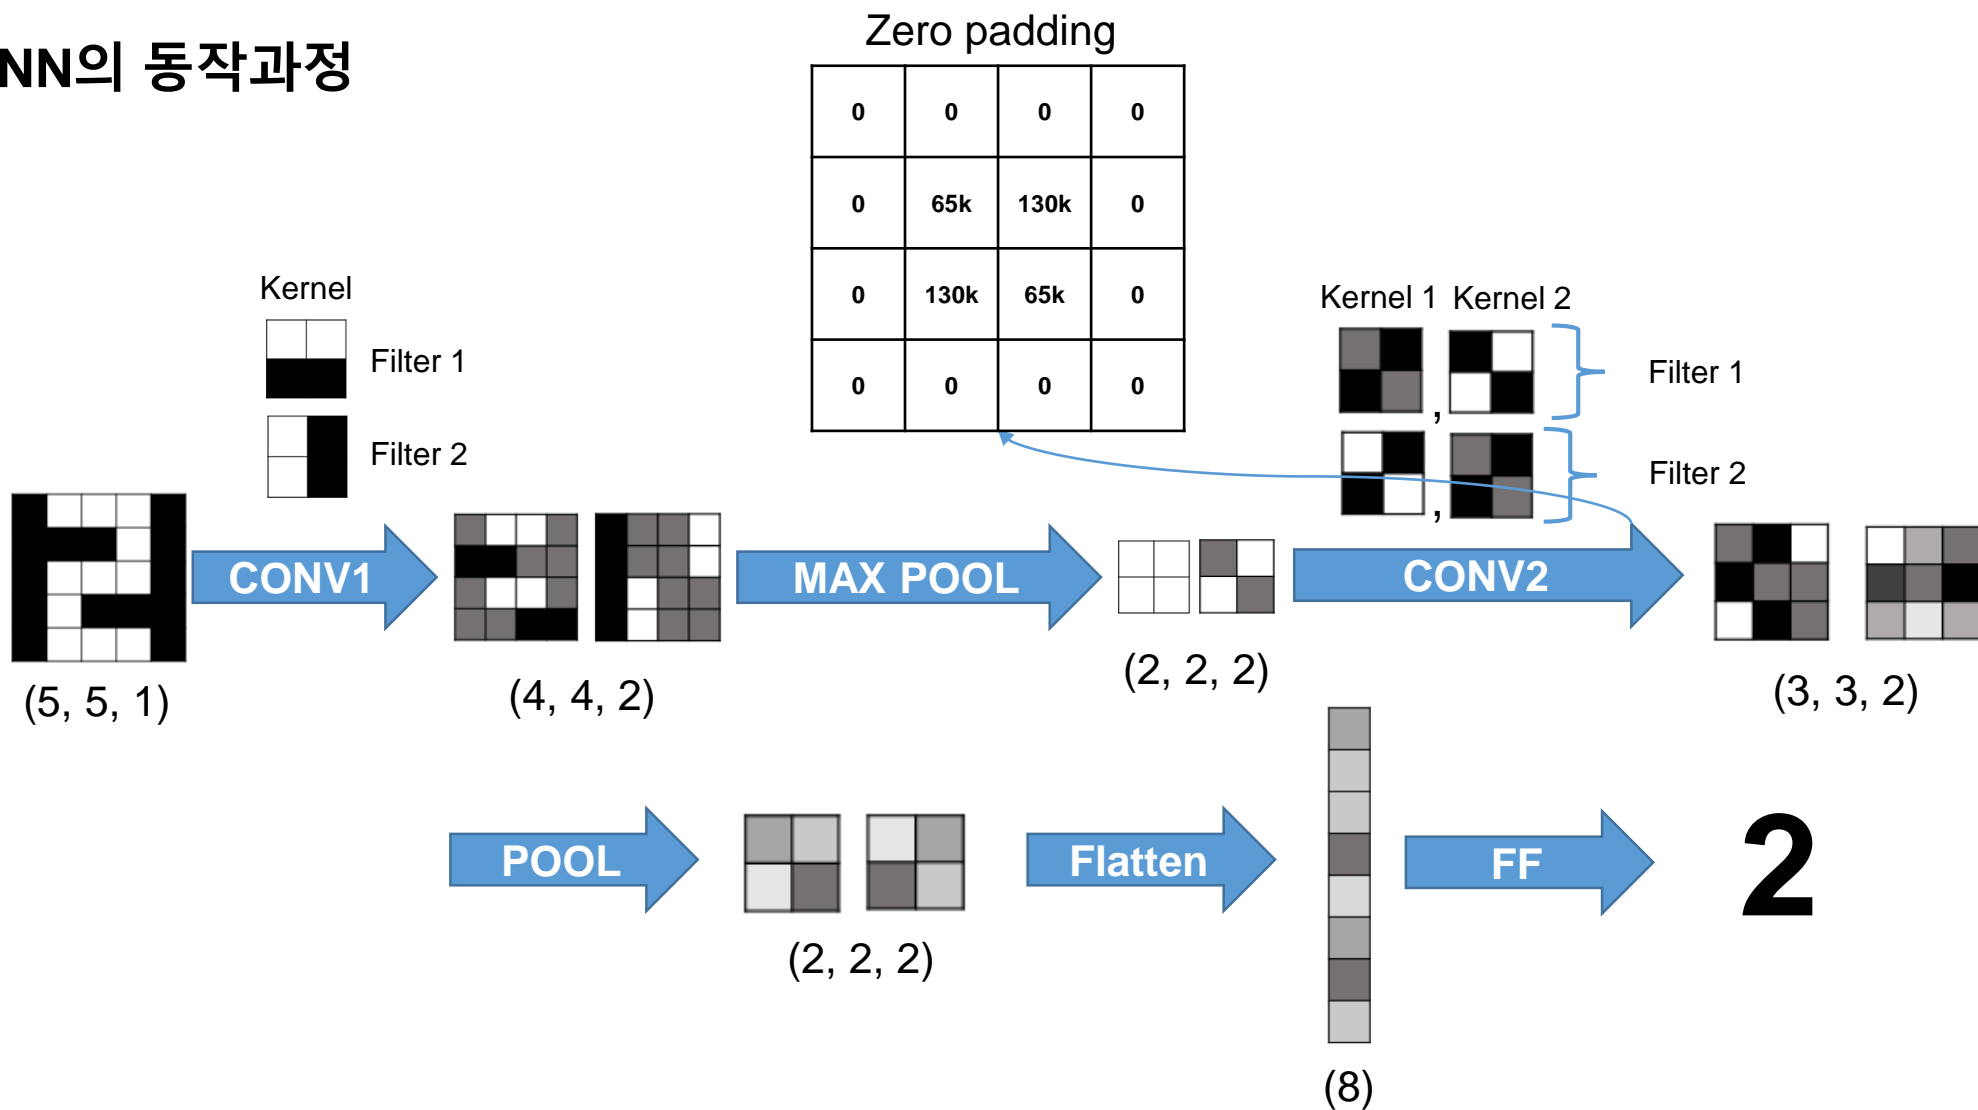 NN의 동작과정
Zero padding
0 0 0 0
0 65k 130k 0
0 130k 65k 0
0 0 0 0
Kernel
Filter 1
Filter 2
Kernel 1 Kernel 2
, Filter 1
, Filter 2
CONV1
MAX POOL
CONV2
(5, 5, 1)
(4, 4, 2)
(2, 2, 2)
(3, 3, 2)
POOL
Flatten
FF
2
(2, 2, 2)
(8)